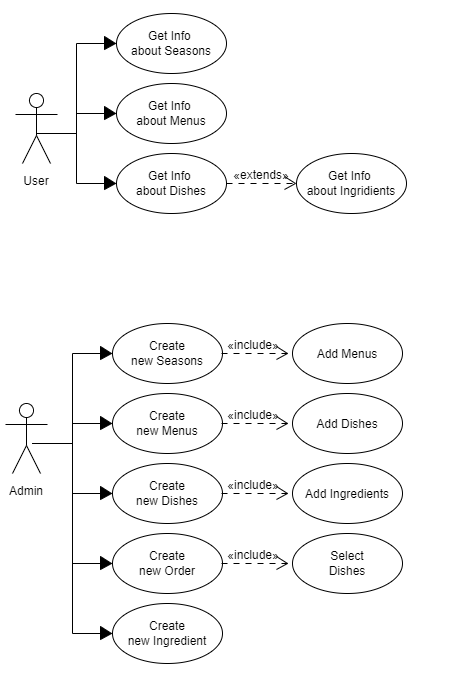 Get Info
about Seasons
Get Info
about Menus
User
Get Info
about Dishes
«extends»
Get Info
about Ingridients
Create
new Seasons
«include»
Add Menus
Admin
Create
new Menus
«include»
Add Dishes
Create
new Dishes
«include»
Add Ingredients
Create
new Order
«include»
Select
Dishes
Create
new Ingredient